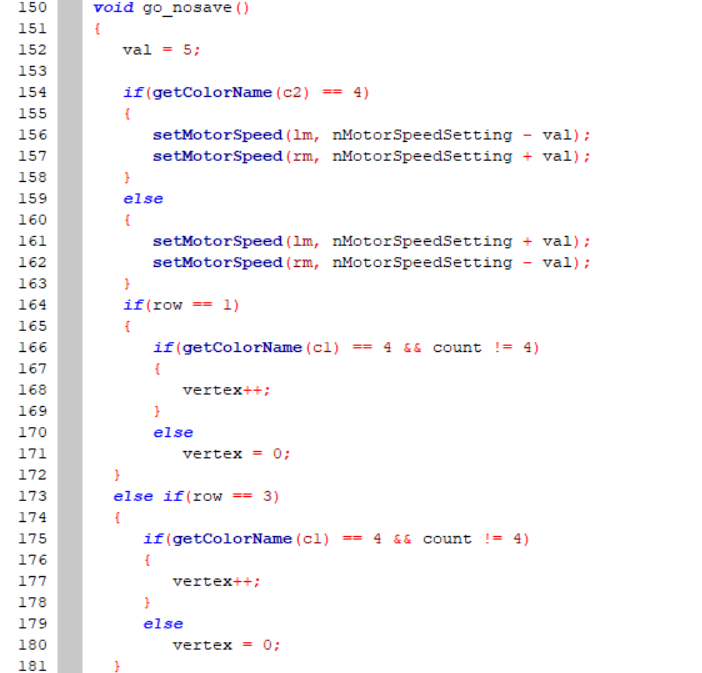 150 void go_nosave()
151 {
152 val = 5;
153
154 if(getColorName(c2) == 4)
155 {
156 setMotorSpeed(lm, nMotorSpeedSetting - val);
157 setMotorSpeed(rm, nMotorSpeedSetting + val);
158 }
159 else
160 {
161 setMotorSpeed(lm, nMotorSpeedSetting + val);
162 setMotorSpeed(rm, nMotorSpeedSetting - val);
163 }
164 if(row == 1)
165 {
166 if(getColorName(c1) == 4 && count != 4)
167 {
168 vertex++;
169 }
170 else
171 vertex = 0;
172 }
173 else if(row == 3)
174 {
175 if(getColorName(c1) == 4 && count != 4)
176 {
177 vertex++;
178 }
179 else
180 vertex = 0;
181 }